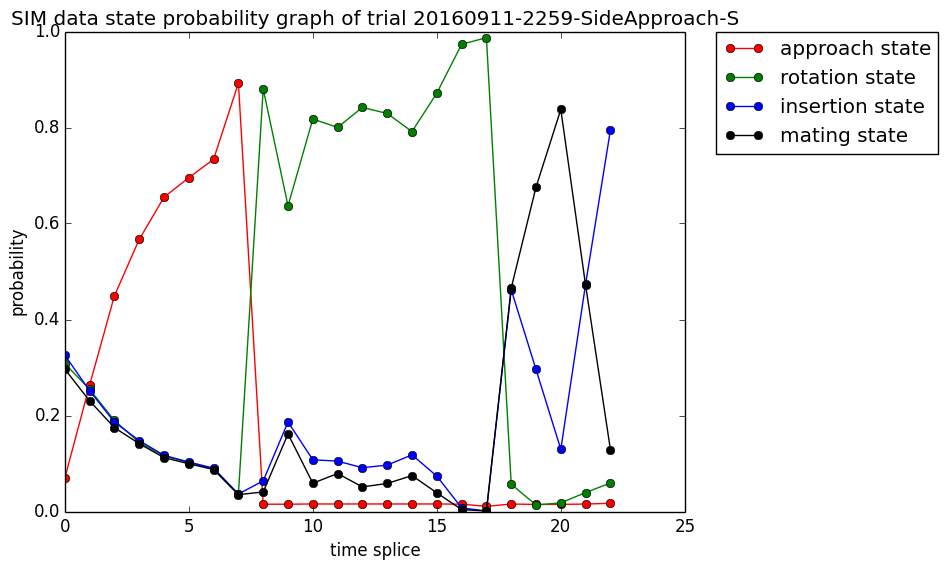 SIM data state probability graph of trial 20160911-2259-SideApproach-S
1.0
0.8
0.6
0.4
0.2
0.0
probability
0 5 10 15 20 25
time splice
approach state
rotation state
insertion state
mating state